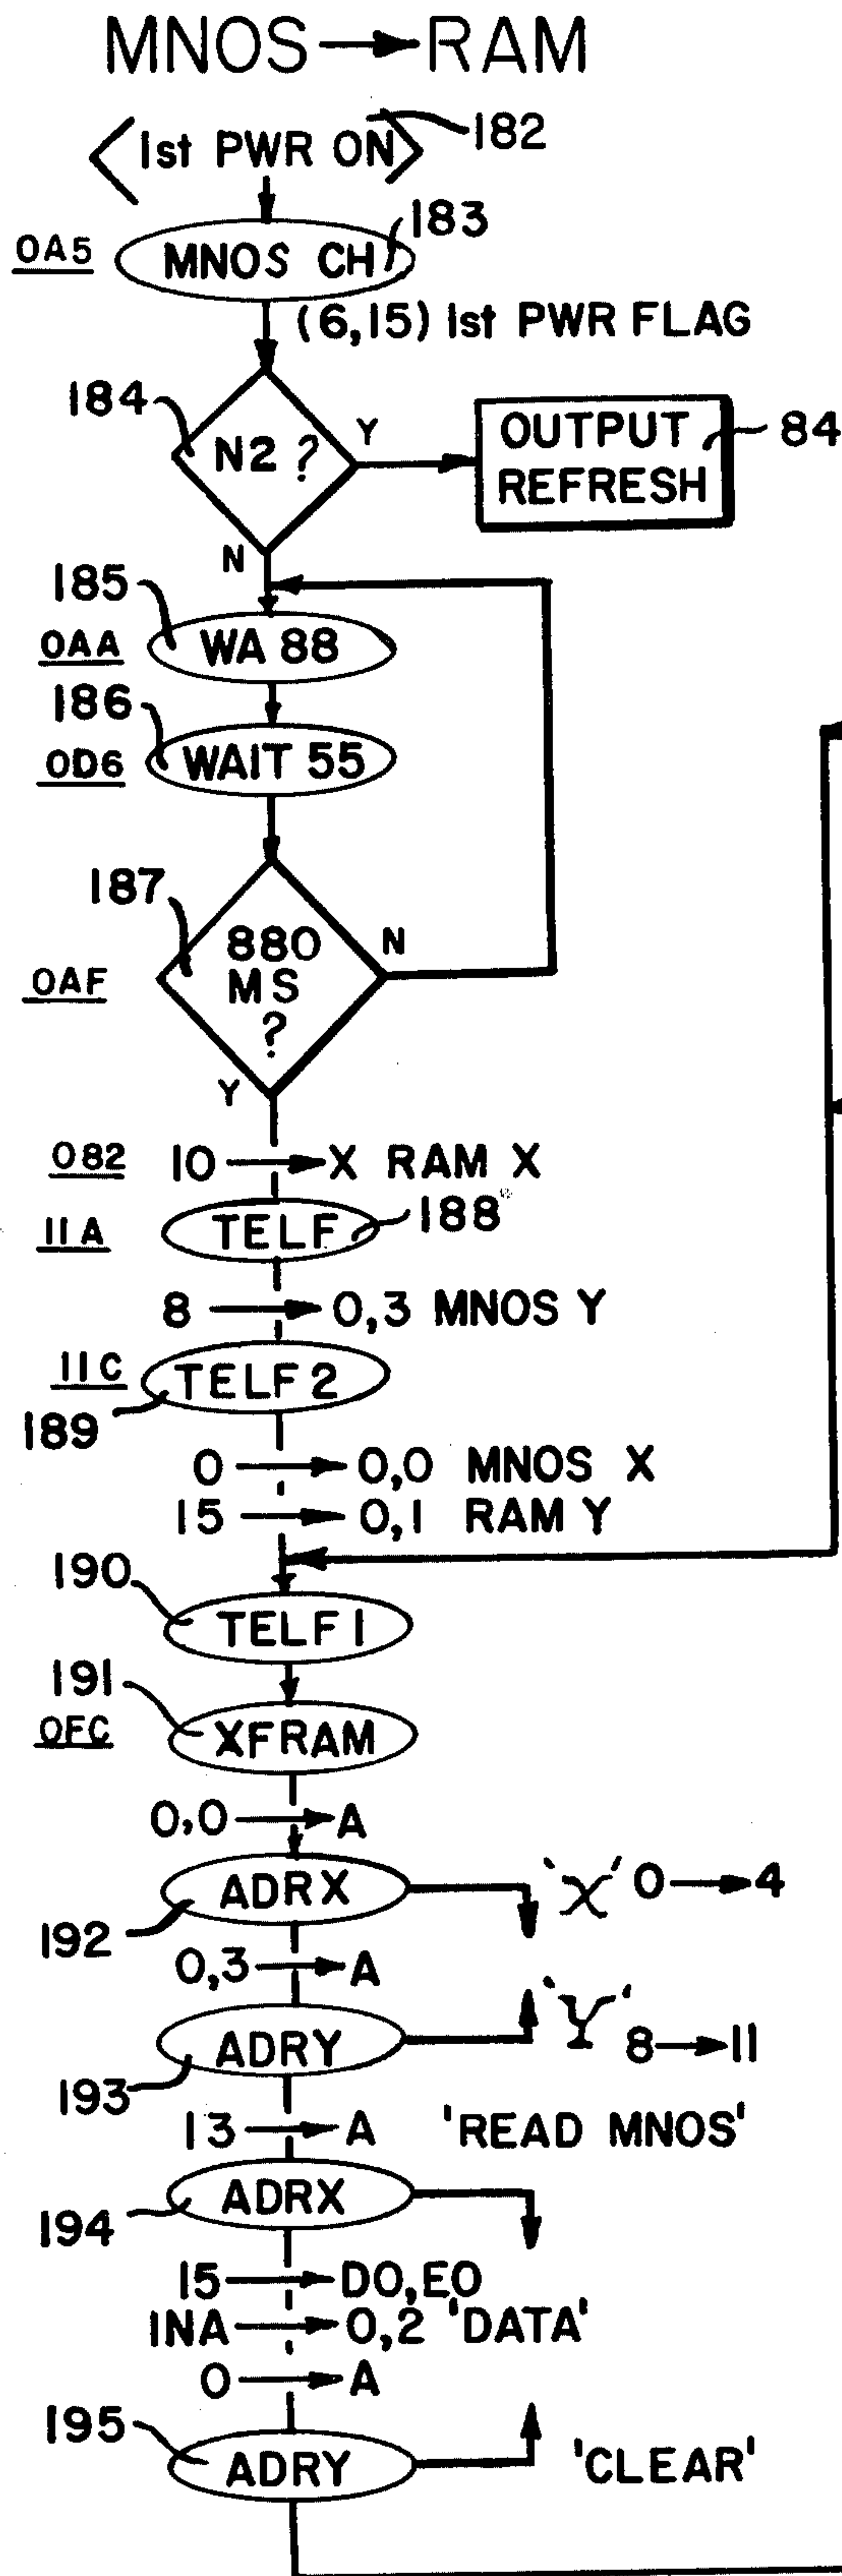 MNOS → RAM
182
1st PWR ON
183
0A5 MNOS CH
(6,15) 1st PWR FLAG
184
N2 ? Y OUTPUT REFRESH 84
N
185
0AA WA 88
186
0D6 WAIT 55
187
0AF 880 MS ? N
Y
082 10 → X RAM X
11A TELF 188
8 → 0,3 MNOS Y
11C TELF 2
189
0 → 0,0 MNOS X
15 → 0,1 RAM Y
190
TELF 1
191
0FC XFRAM
0,0 → A
ADRX 'X' 0 → 4
192
0,3 → A
ADRY 'Y' 8 → 11
193
13 → A 'READ MNOS'
ADRX
194
15 → DO,EO
INA → 0,2 'DATA'
0 → A
195
ADRY 'CLEAR'